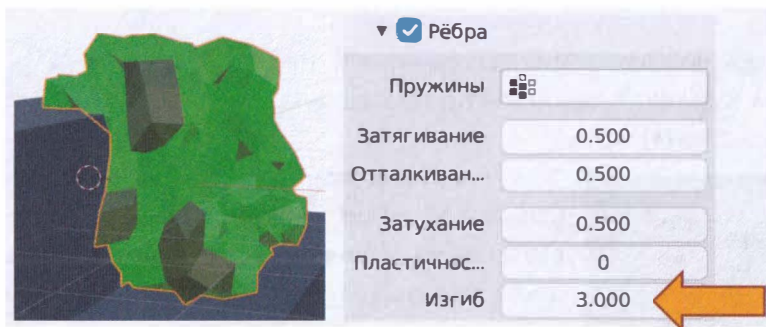 Рёбра
Пружины
Затягивание 0.500
Отталкиван... 0.500
Затухание 0.500
Пластичнос... 0
Изгиб 3.000